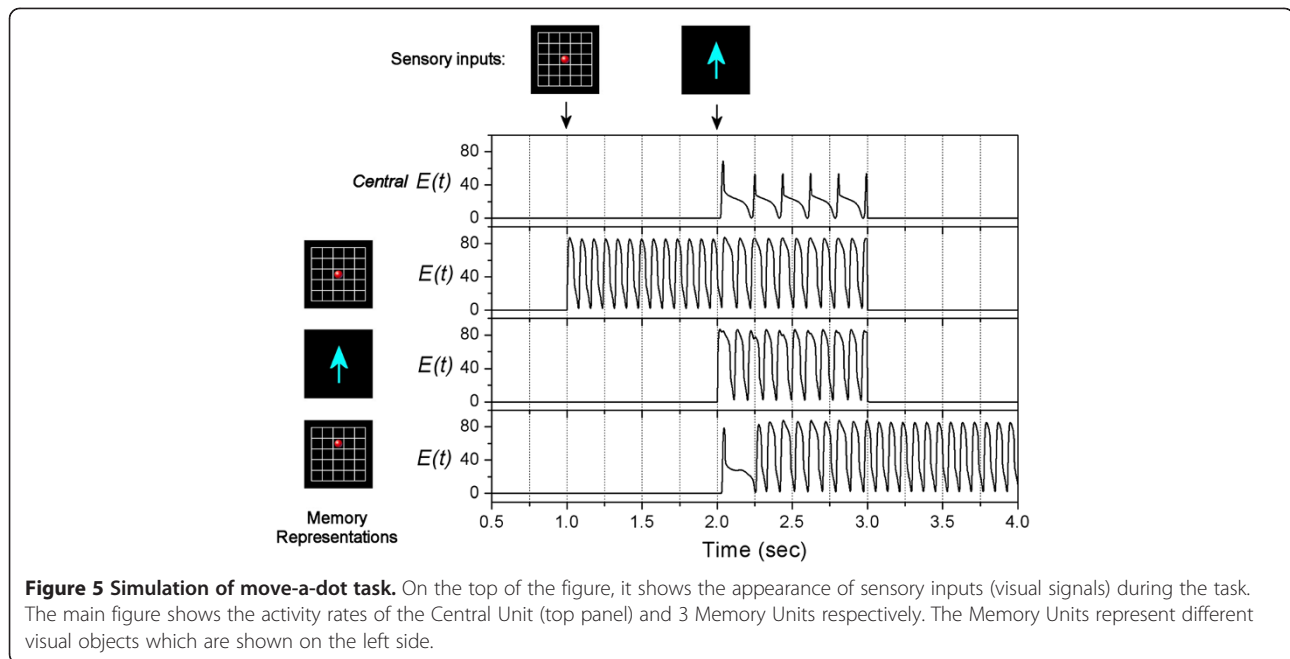 Sensory inputs:
Central E(t)
80
40
0
E(t)
80
40
0
E(t)
80
40
0
E(t)
80
40
0
Memory
Representations
0.5 1.0 1.5 2.0 2.5 3.0 3.5 4.0
Time (sec)
Figure 5 Simulation of move-a-dot task. On the top of the figure, it shows the appearance of sensory inputs (visual signals) during the task.
The main figure shows the activity rates of the Central Unit (top panel) and 3 Memory Units respectively. The Memory Units represent different
visual objects which are shown on the left side.